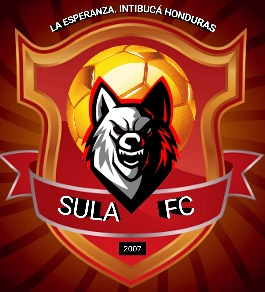 LA ESPERANZA, INTIBUCÁ HONDURAS
SULA FC
2007